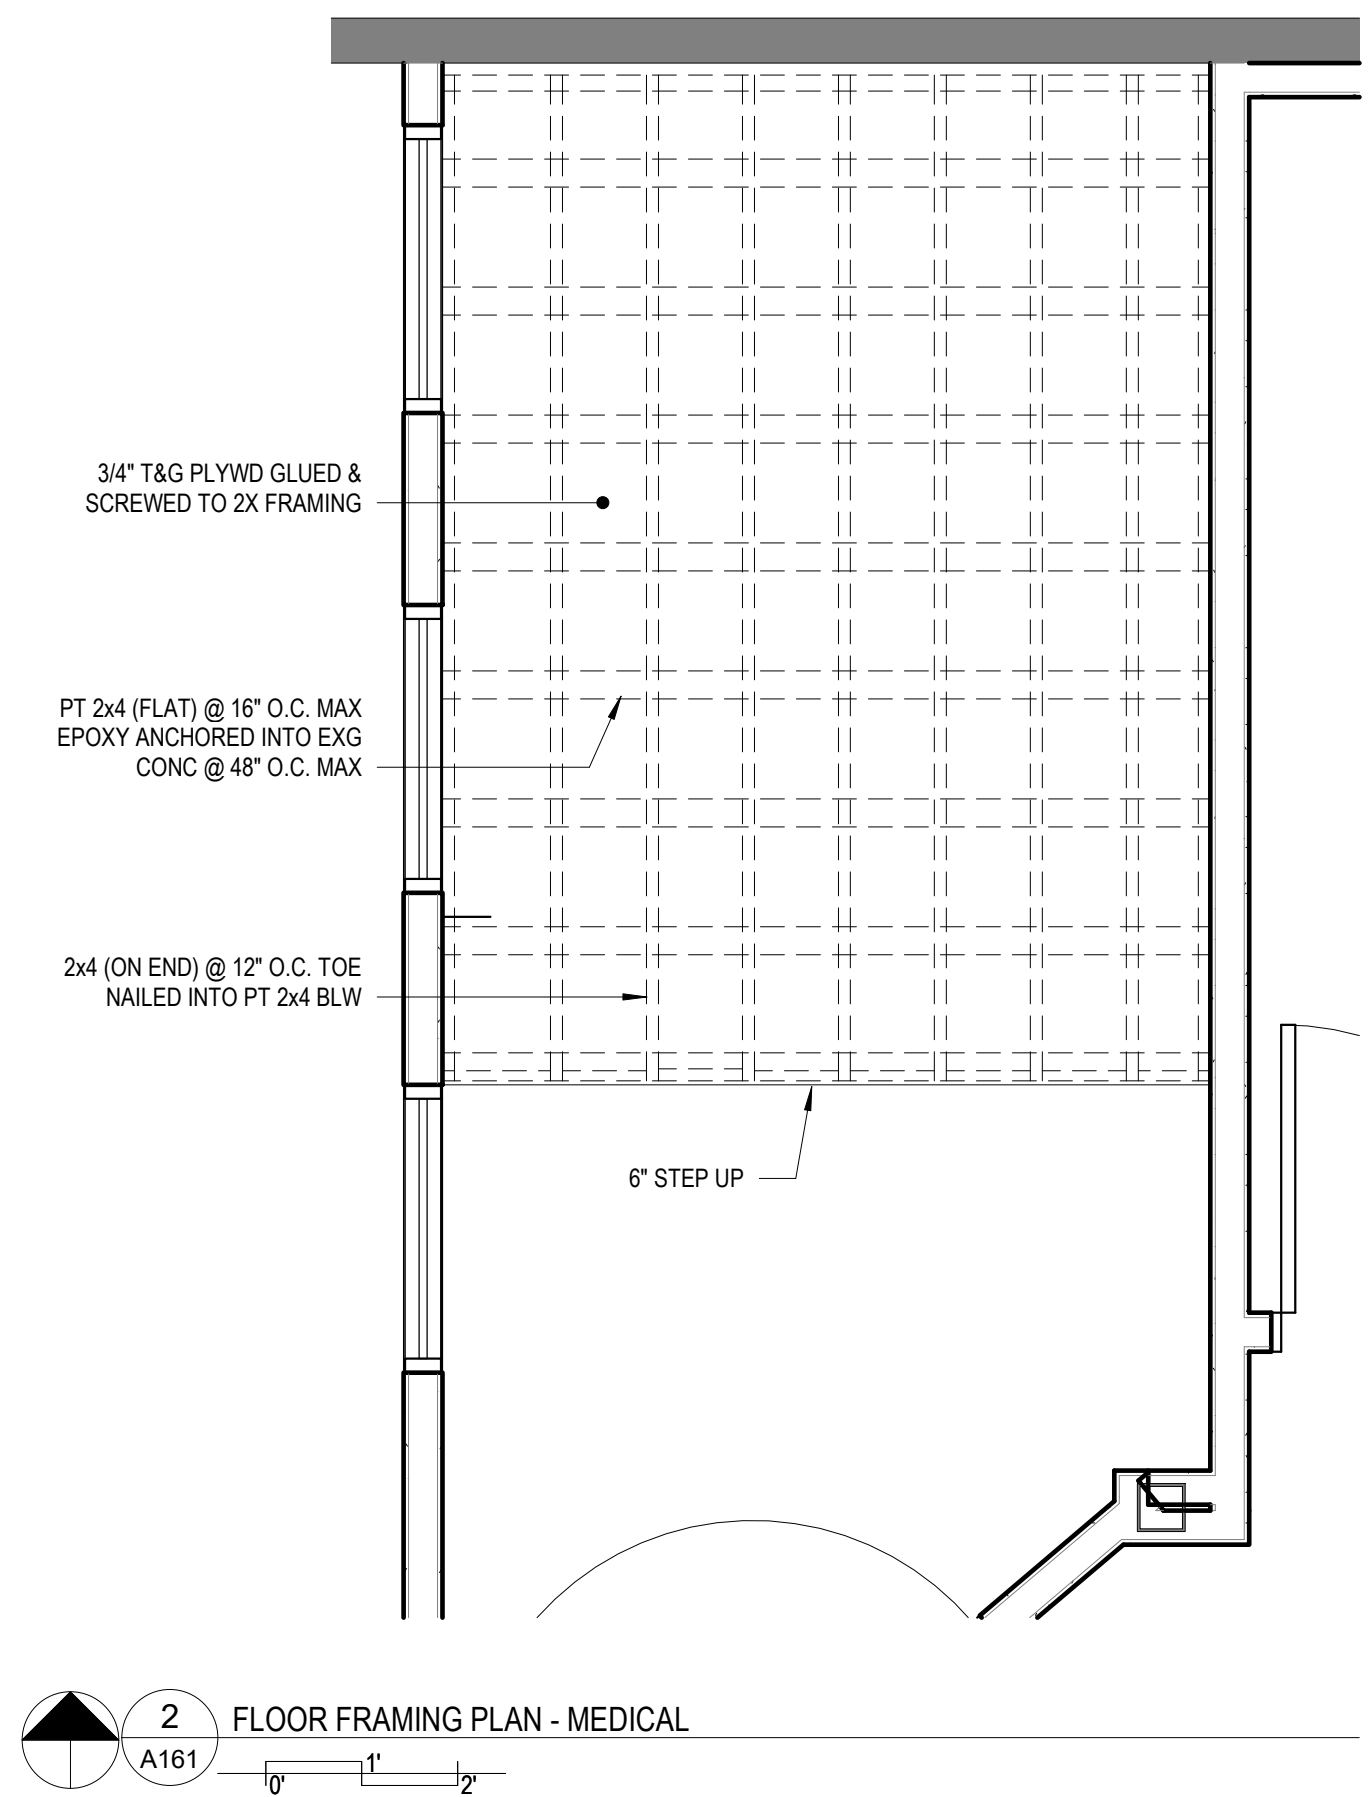 3/4" T&G PLYWD GLUED &
SCREWED TO 2X FRAMING
PT 2x4 (FLAT) @ 16" O.C. MAX
EPOXY ANCHORED INTO EXG
CONC @ 48" O.C. MAX
2x4 (ON END) @ 12" O.C. TOE
NAILED INTO PT 2x4 BLW
6" STEP UP
2
A161
FLOOR FRAMING PLAN - MEDICAL
0'
1'
2'